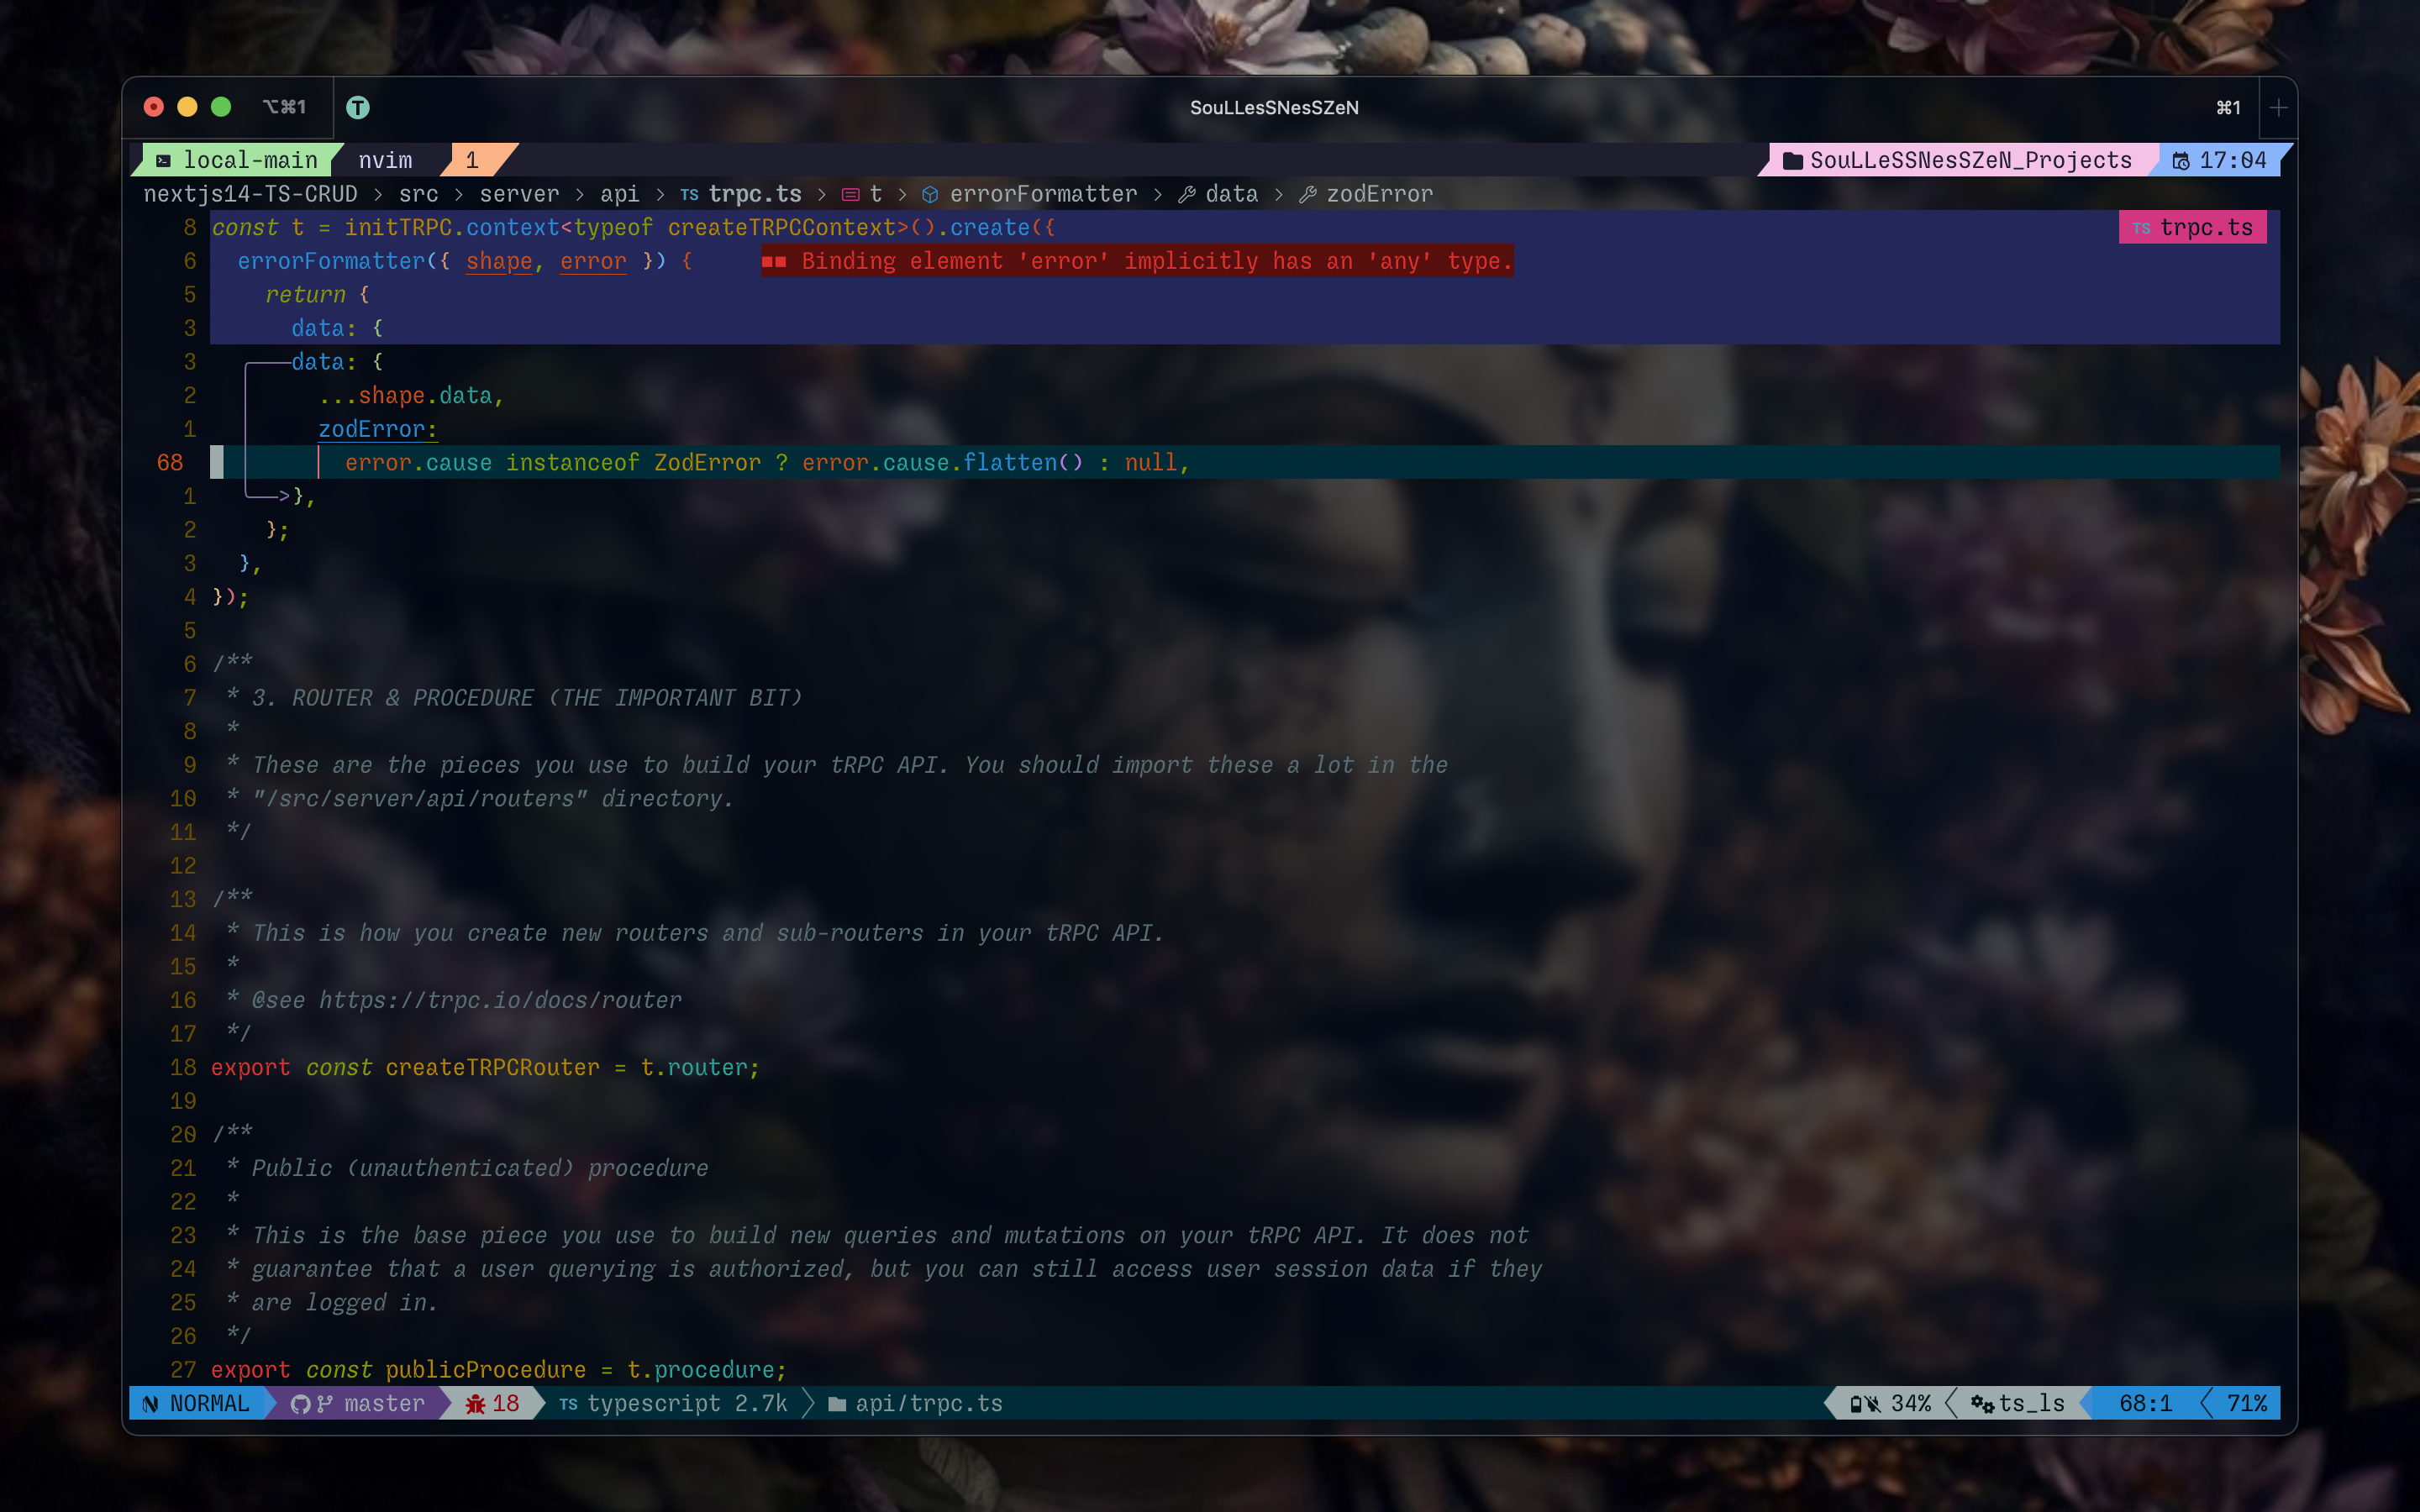 ⌥⌘1 T SouLLesSNesSZeN ⌘1 +
local-main nvim 1 SouLLeSSNesSZeN_Projects 17:04
nextjs14-TS-CRUD > src > server > api > TS trpc.ts > t > errorFormatter > data > zodError
8 const t = initTRPC.context<typeof createTRPCContext>().create({ TS trpc.ts
6 errorFormatter({ shape, error }) { ■■ Binding element 'error' implicitly has an 'any' type.
5 return {
3 data: {
3 data: {
2 ...shape.data,
1 zodError:
68 error.cause instanceof ZodError ? error.cause.flatten() : null,
1 >},
2 };
3 },
4 });
5
6 /**
7 * 3. ROUTER & PROCEDURE (THE IMPORTANT BIT)
8 *
9 * These are the pieces you use to build your tRPC API. You should import these a lot in the
10 * "/src/server/api/routers" directory.
11 */
12
13 /**
14 * This is how you create new routers and sub-routers in your tRPC API.
15 *
16 * @see https://trpc.io/docs/router
17 */
18 export const createTRPCRouter = t.router;
19
20 /**
21 * Public (unauthenticated) procedure
22 *
23 * This is the base piece you use to build new queries and mutations on your tRPC API. It does not
24 * guarantee that a user querying is authorized, but you can still access user session data if they
25 * are logged in.
26 */
27 export const publicProcedure = t.procedure;
NORMAL master 18 TS typescript 2.7k api/trpc.ts 34% ts_ls 68:1 71%